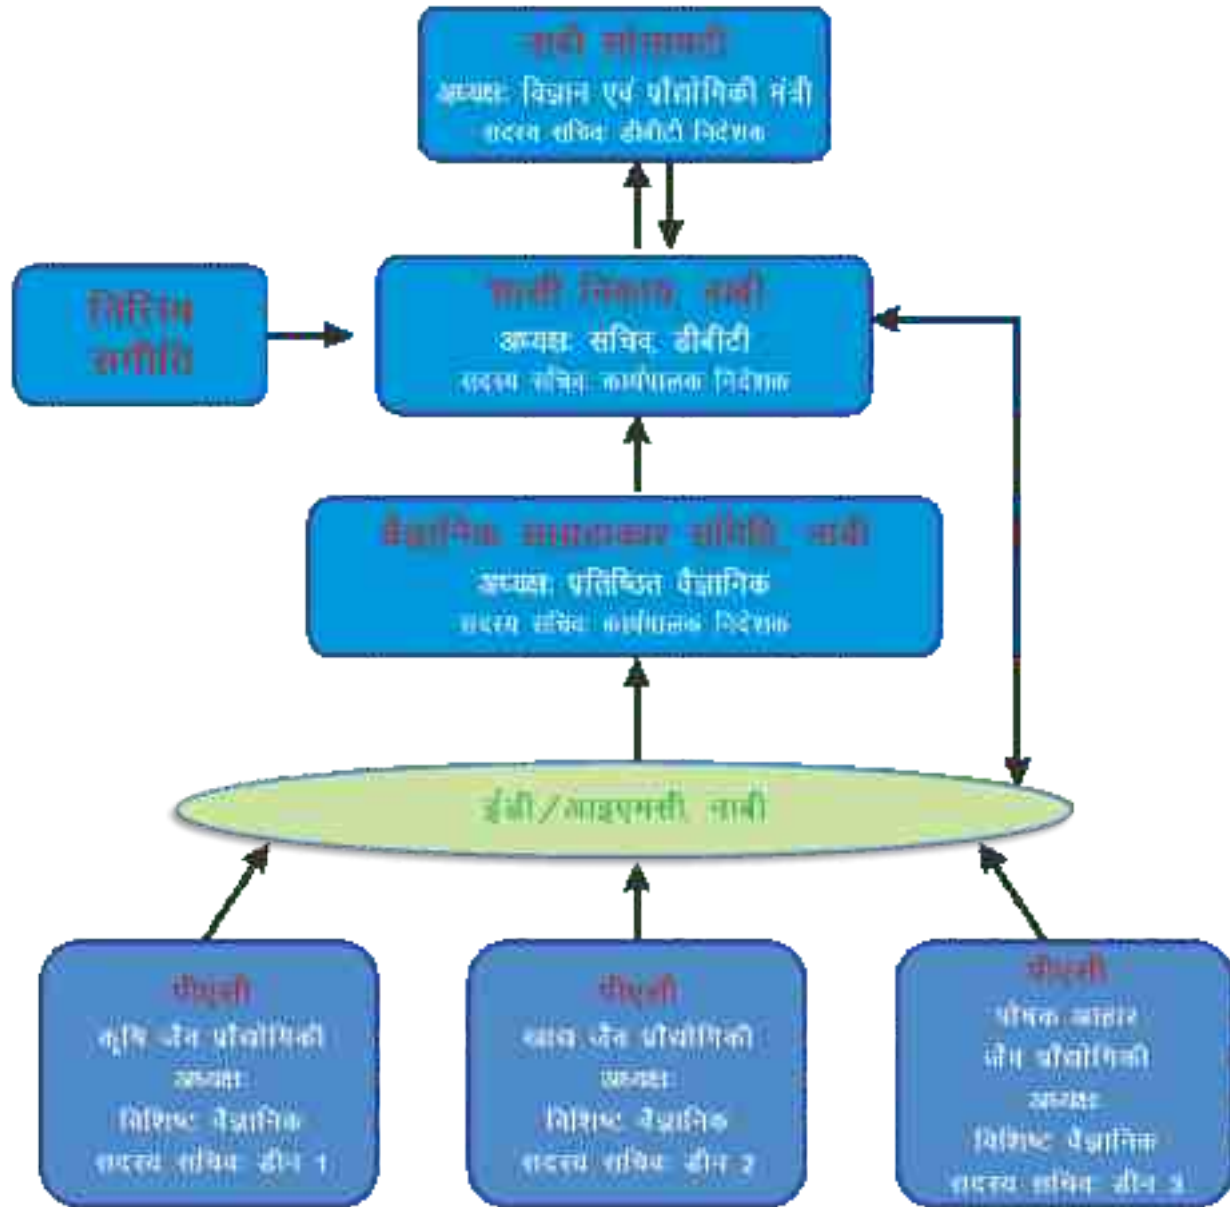 नाबी सोसायटी
अध्यक्ष: विज्ञान एवं प्रौद्योगिकी मंत्री
सदस्य सचिव: डीबीटी निदेशक
शासी निकाय, नाबी
अध्यक्ष: सचिव, डीबीटी
सदस्य सचिव: कार्यपालक निदेशक
समिति
वैज्ञानिक सलाहाकार समिति, नाबी
अध्यक्ष: प्रतिष्ठित वैज्ञानिक
सदस्य सचिव: कार्यपालक निदेशक
ईडी/आइएमसी, नाबी
पीएसी
कृषि जैव प्रौद्योगिकी
अध्यक्ष:
विशिष्ट वैज्ञानिक
सदस्य सचिव: डीन 1
पीएसी
खाद्य जैव प्रौद्योगिकी
अध्यक्ष:
विशिष्ट वैज्ञानिक
सदस्य सचिव: डीन 2
पीएसी
पोषक आहार
जैव प्रौद्योगिकी
अध्यक्ष:
विशिष्ट वैज्ञानिक
सदस्य सचिव: डीन 3